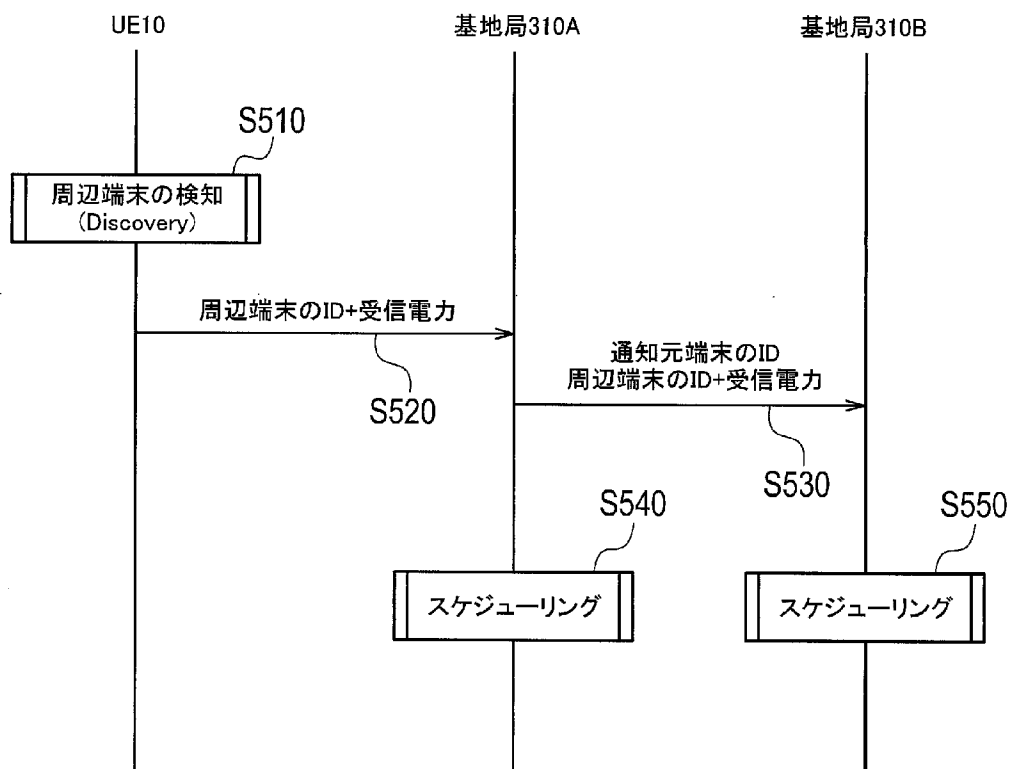 UE10
基地局310A
基地局310B
S510
周辺端末の検知
(Discovery)
周辺端末のID+受信電力
S520
通知元端末のID
周辺端末のID+受信電力
S530
S540
スケジューリング
S550
スケジューリング